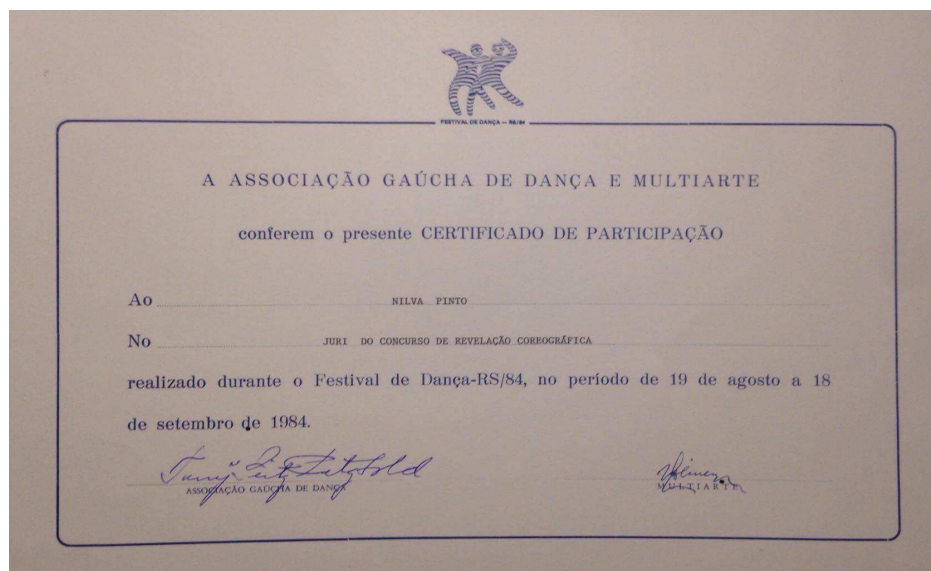 FESTIVAL DE DANÇA — RS/84
A ASSOCIAÇÃO GAÚCHA DE DANÇA E MULTIARTE
conferem o presente CERTIFICADO DE PARTICIPAÇÃO
Ao NILVA PINTO
No JURI DO CONCURSO DE REVELAÇÃO COREOGRÁFICA
realizado durante o Festival de Dança-RS/84, no período de 19 de agosto a 18
de setembro de 1984.
ASSOCIAÇÃO GAÚCHA DE DANÇA
MULTIARTE